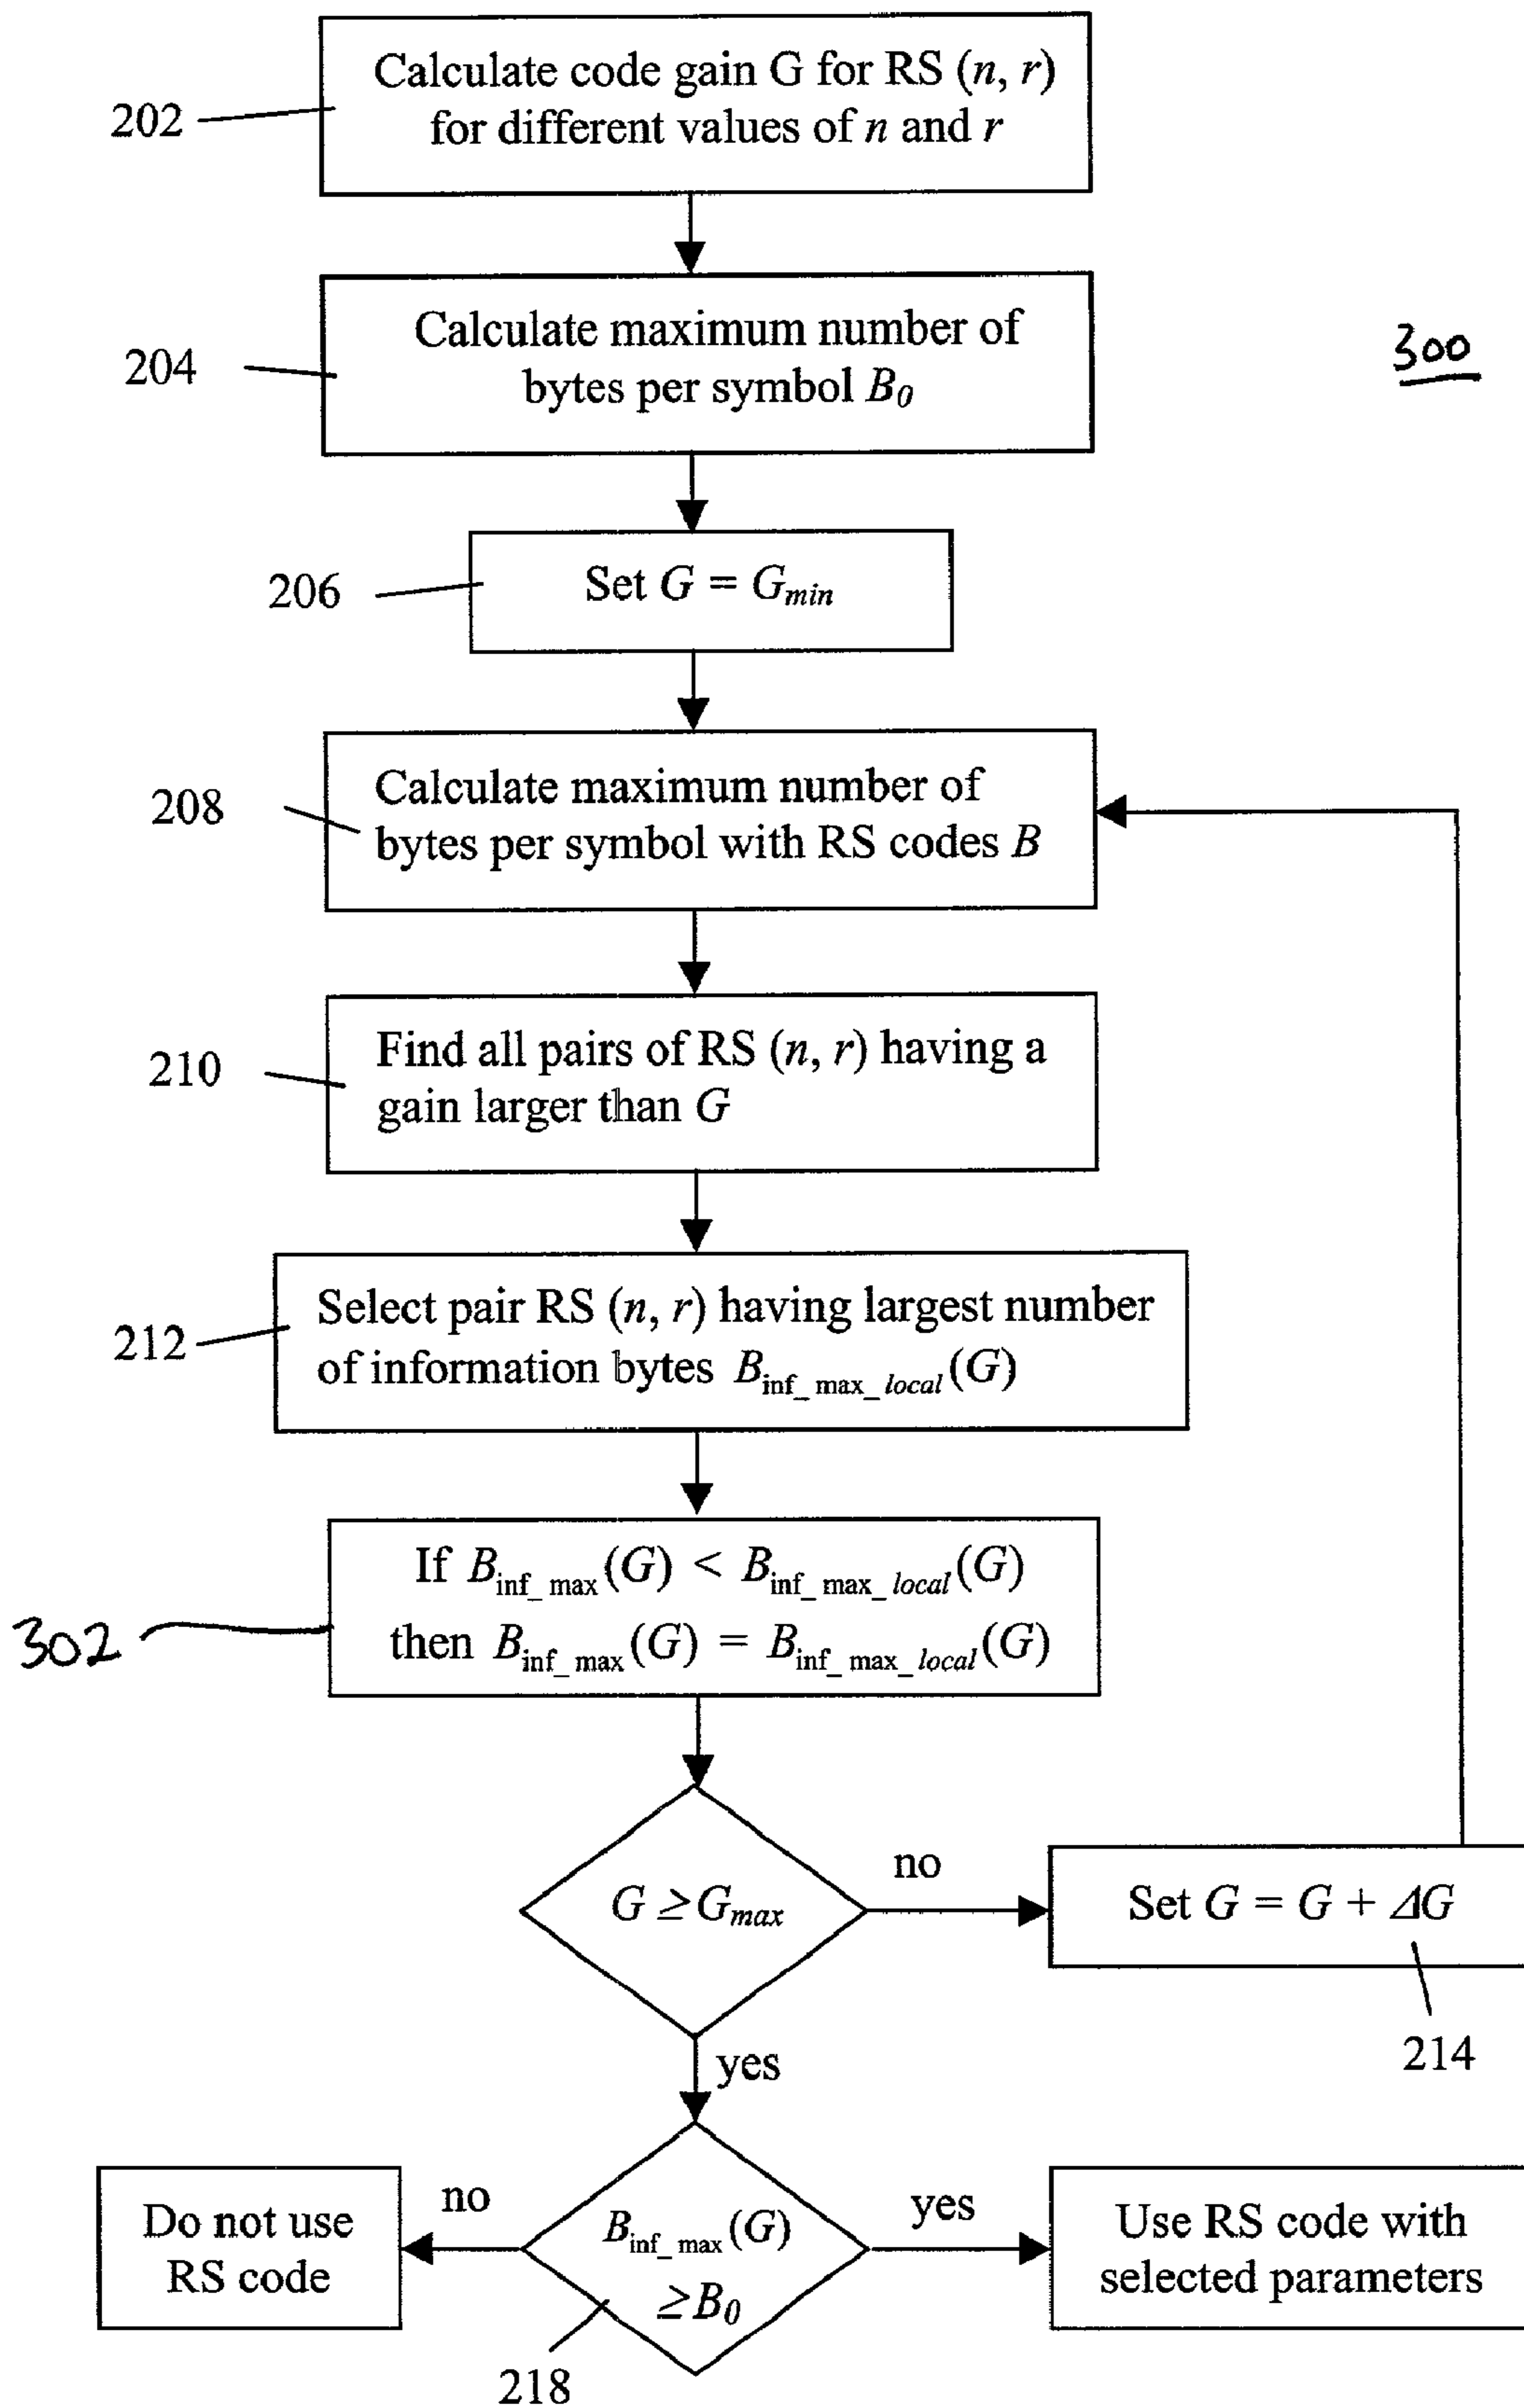 Calculate code gain G for RS (n, r)
for different values of n and r
202
Calculate maximum number of
bytes per symbol B0
204
300
Set G = Gmin
206
Calculate maximum number of
bytes per symbol with RS codes B
208
Find all pairs of RS (n, r) having a
gain larger than G
210
Select pair RS (n, r) having largest number
of information bytes Binf_max_local(G)
212
If Binf_max(G) < Binf_max_local(G)
then Binf_max(G) = Binf_max_local(G)
302
G ≥ Gmax
no
Set G = G + ΔG
214
yes
Do not use
RS code
no
Binf_max(G)
≥B0
218
yes
Use RS code with
selected parameters